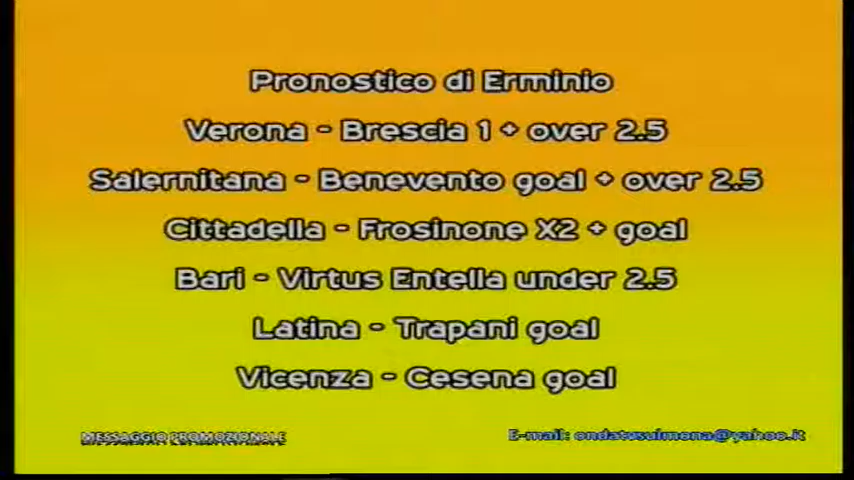 Pronostico di Erminio
Verona - Brescia 1 + over 2.5
Salernitana - Benevento goal + over 2.5
Cittadella - Frosinone X2 + goal
Bari - Virtus Entella under 2.5
Latina - Trapani goal
Vicenza - Cesena goal
MESSAGGIO PROMOZIONALE
E-mail: ondatvsulmona@yahoo.it